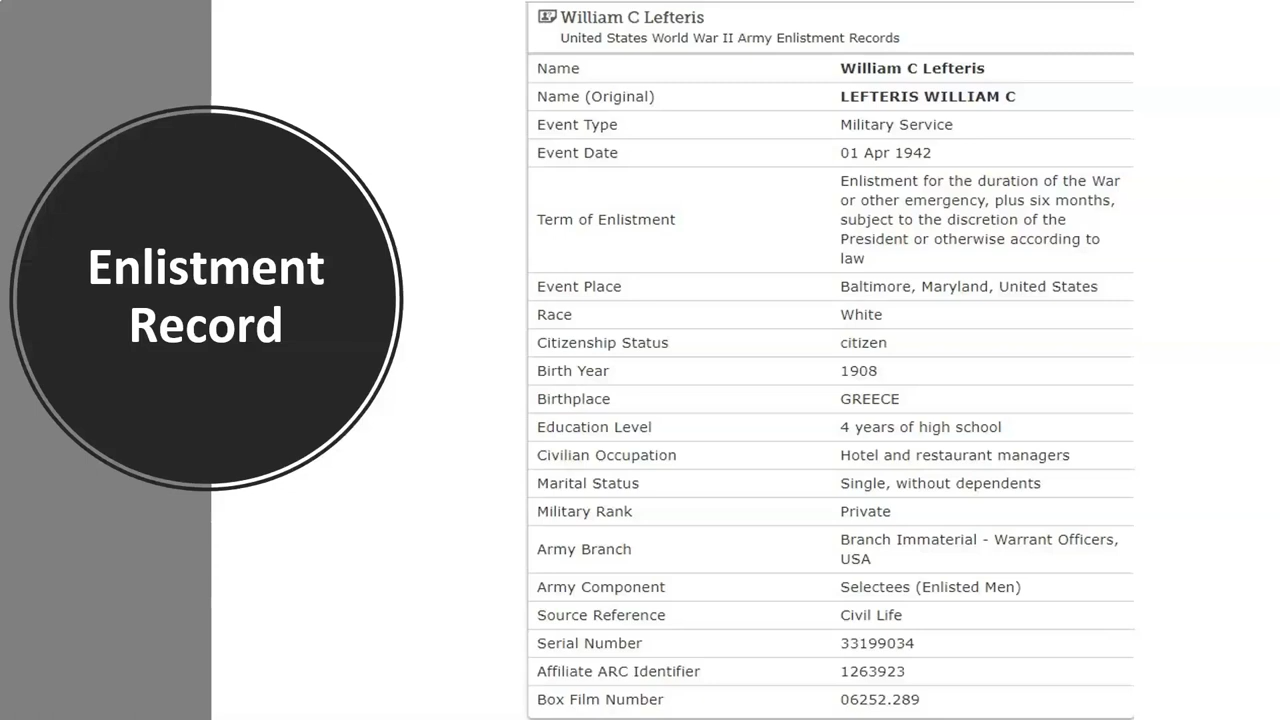 Enlistment
Record
William C Lefteris
United States World War II Army Enlistment Records
Name William C Lefteris
Name (Original) LEFTERIS WILLIAM C
Event Type Military Service
Event Date 01 Apr 1942
Term of Enlistment Enlistment for the duration of the War
or other emergency, plus six months,
subject to the discretion of the
President or otherwise according to
law
Event Place Baltimore, Maryland, United States
Race White
Citizenship Status citizen
Birth Year 1908
Birthplace GREECE
Education Level 4 years of high school
Civilian Occupation Hotel and restaurant managers
Marital Status Single, without dependents
Military Rank Private
Army Branch Branch Immaterial - Warrant Officers,
USA
Army Component Selectees (Enlisted Men)
Source Reference Civil Life
Serial Number 33199034
Affiliate ARC Identifier 1263923
Box Film Number 06252.289